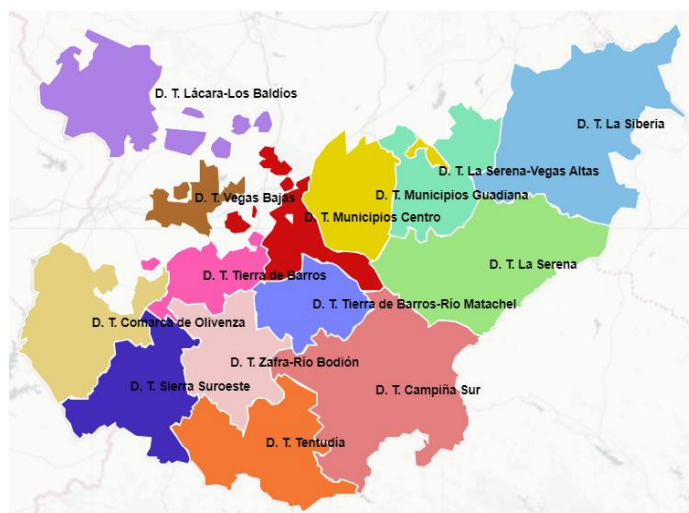 D. T. Lácara-Los Baldíos
D. T. La Siberia
D. T. La Serena-Vegas Altas
D. T. Vegas Bajas
D. T. Municipios Guadiana
D. T. Municipios Centro
D. T. La Serena
D. T. Tierra de Barros
D. T. Tierra de Barros-Río Matachel
D. T. Comarca de Olivenza
D. T. Zafra-Río Bodión
D. T. Sierra Suroeste
D. T. Campiña Sur
D. T. Tentudía